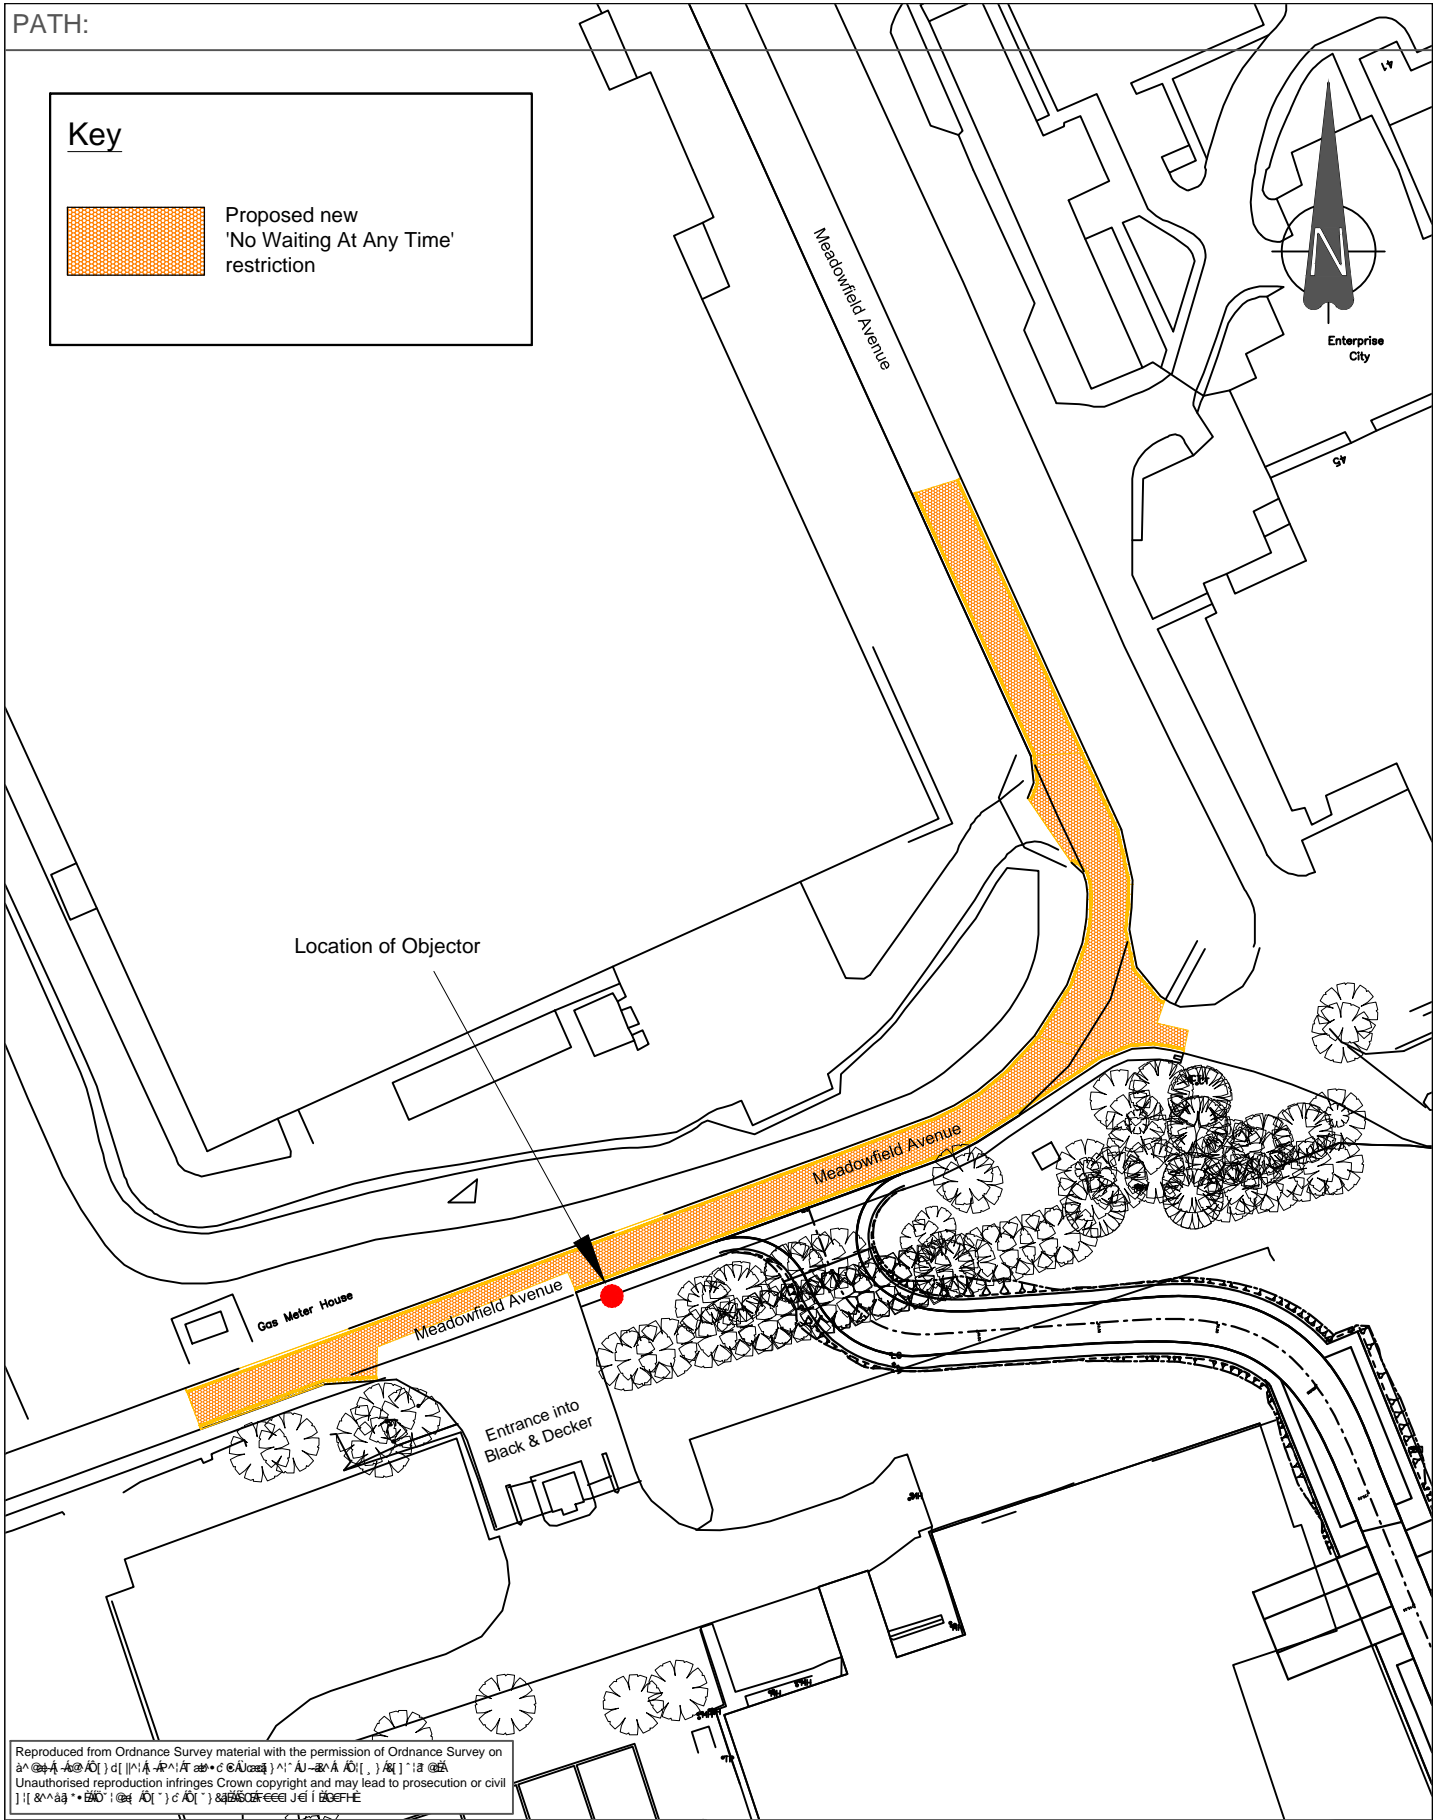 PATH:
Key
Proposed new
'No Waiting At Any Time'
restriction
Meadowfield Avenue
41
N
Enterprise
City
45
Location of Objector
Meadowfield Avenue
Meadowfield Avenue
Gas Meter House
Entrance into
Black & Decker
Reproduced from Ordnance Survey material with the permission of Ordnance Survey on
Unauthorised reproduction infringes Crown copyright and may lead to prosecution or civil